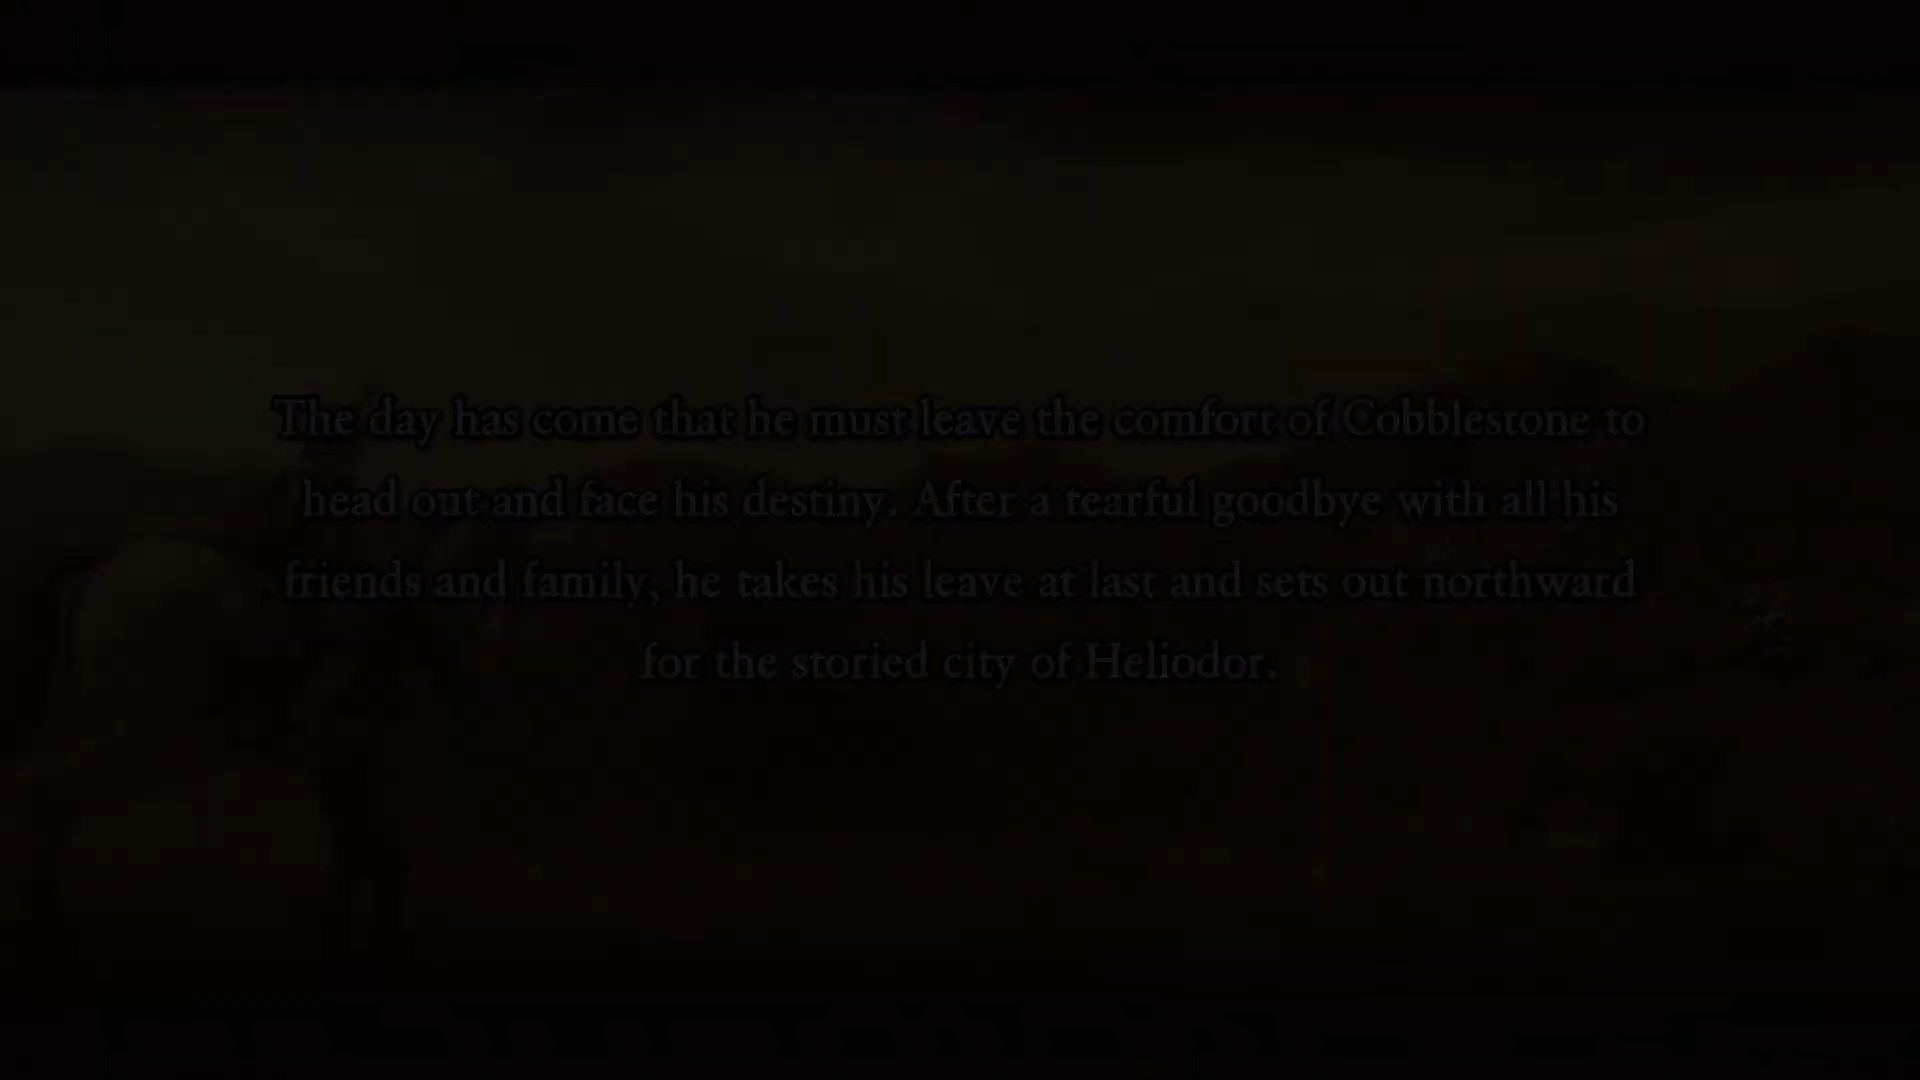 The day has come that he must leave the comfort of Cobblestone to
head out and face his destiny. After a tearful goodbye with all his
friends and family, he takes his leave at last and sets out northward
for the storied city of Heliodor.